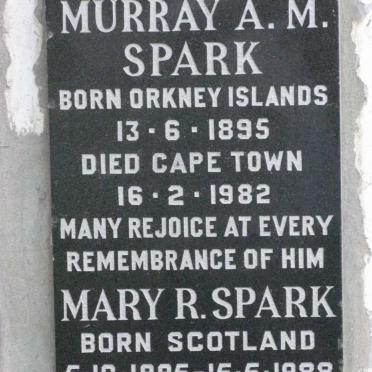 MURRAY A. M.
SPARK
BORN ORKNEY ISLANDS
13·6·1895
DIED CAPE TOWN
16·2·1982
MANY REJOICE AT EVERY
REMEMBRANCE OF HIM
MARY R. SPARK
BORN SCOTLAND